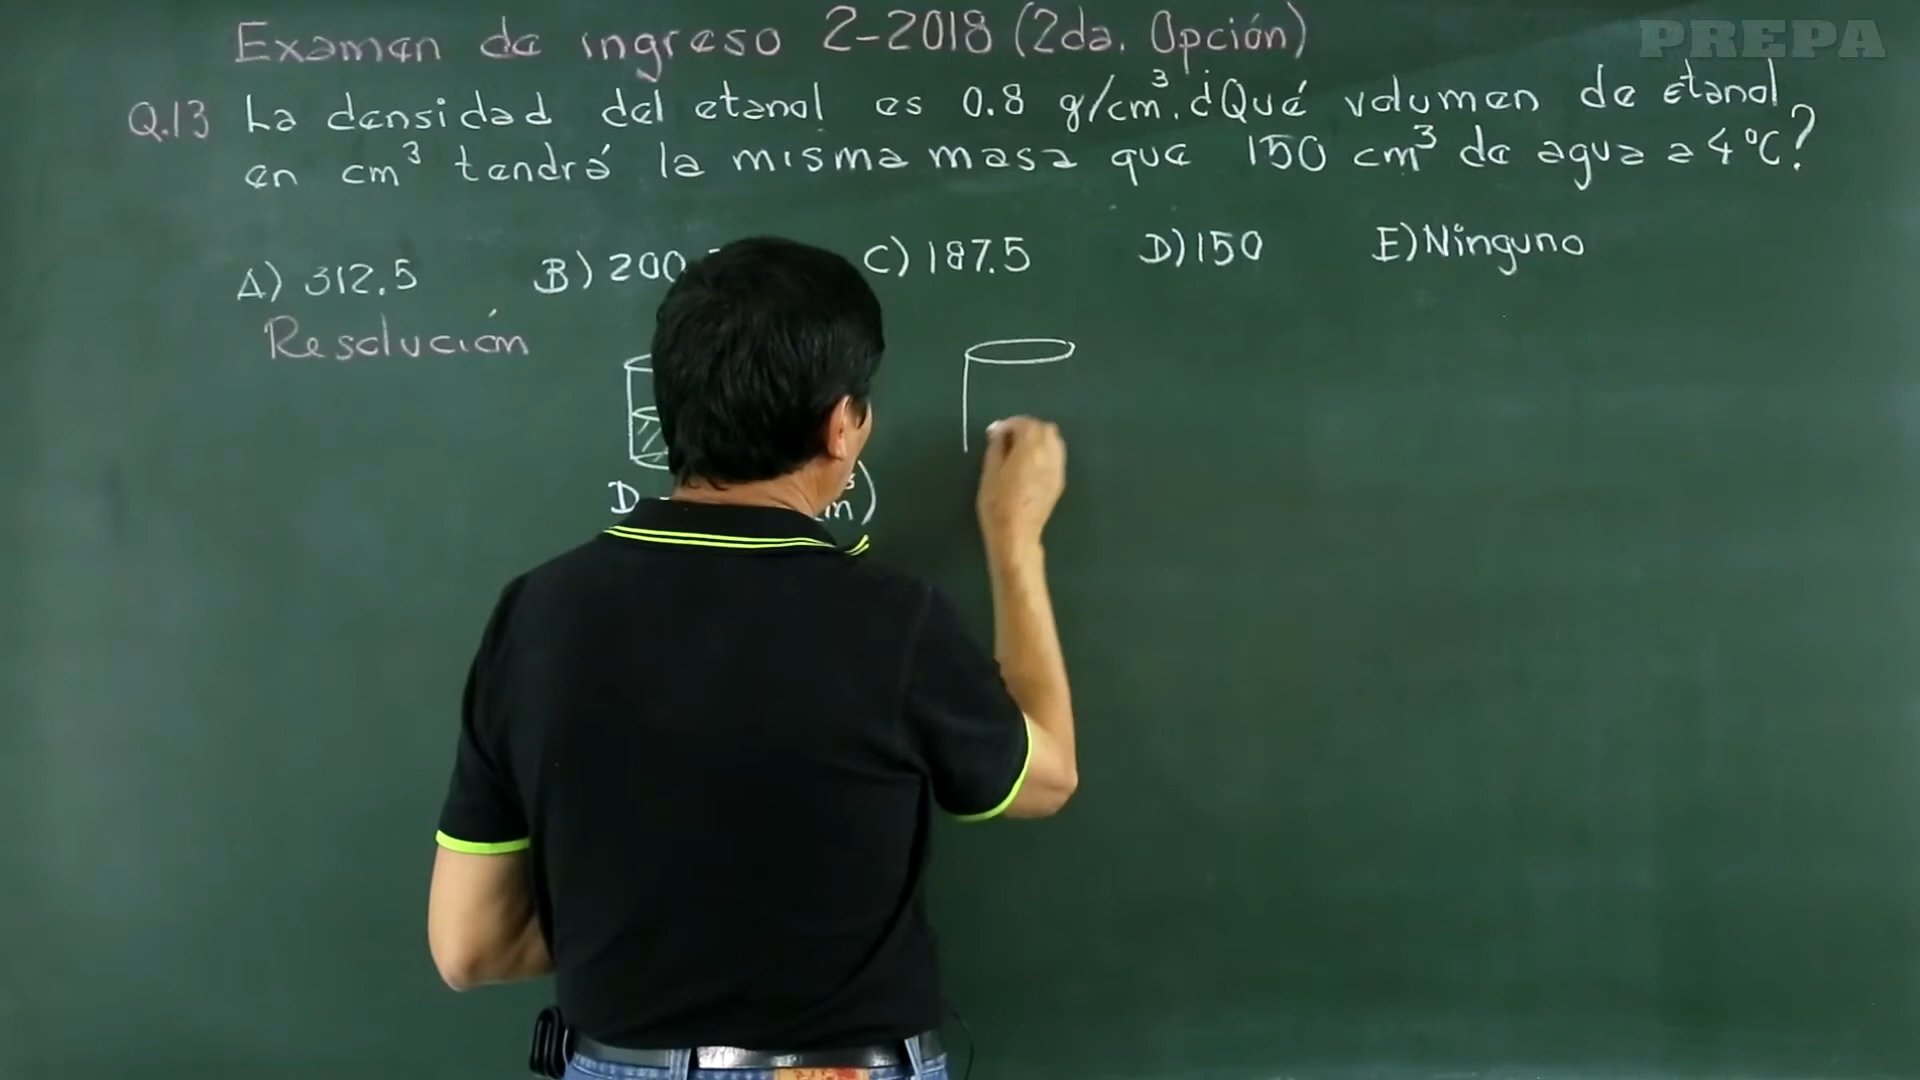 PREPA
Examen de ingreso 2-2018 (2da. Opción)
Q.13 La densidad del etanol es 0.8 g/cm³. ¿Qué volumen de etanol
en cm³ tendrá la misma masa que 150 cm³ de agua a 4°C?
A) 312.5 B) 200 C) 187.5 D) 150 E) Ninguno
Resolución
D